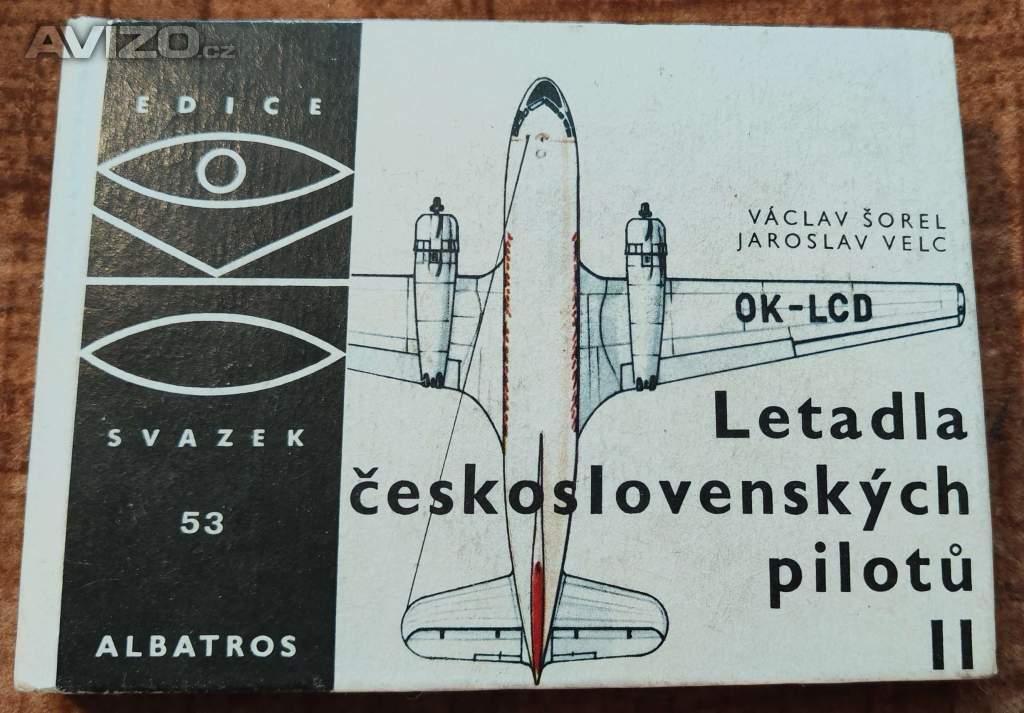 AVIZO.cz
EDICE
SVAZEK
53
ALBATROS
VÁCLAV ŠOREL
JAROSLAV VELC
OK-LCD
Letadla
československých
pilotů
II